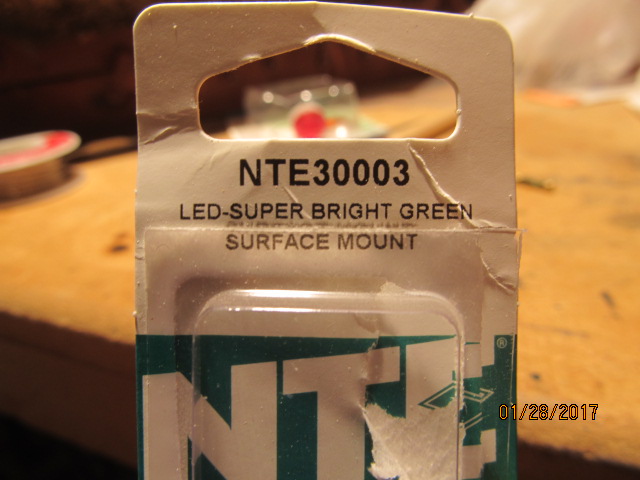 NTE30003
LED-SUPER BRIGHT GREEN
SURFACE MOUNT
NTE®
01/28/2017